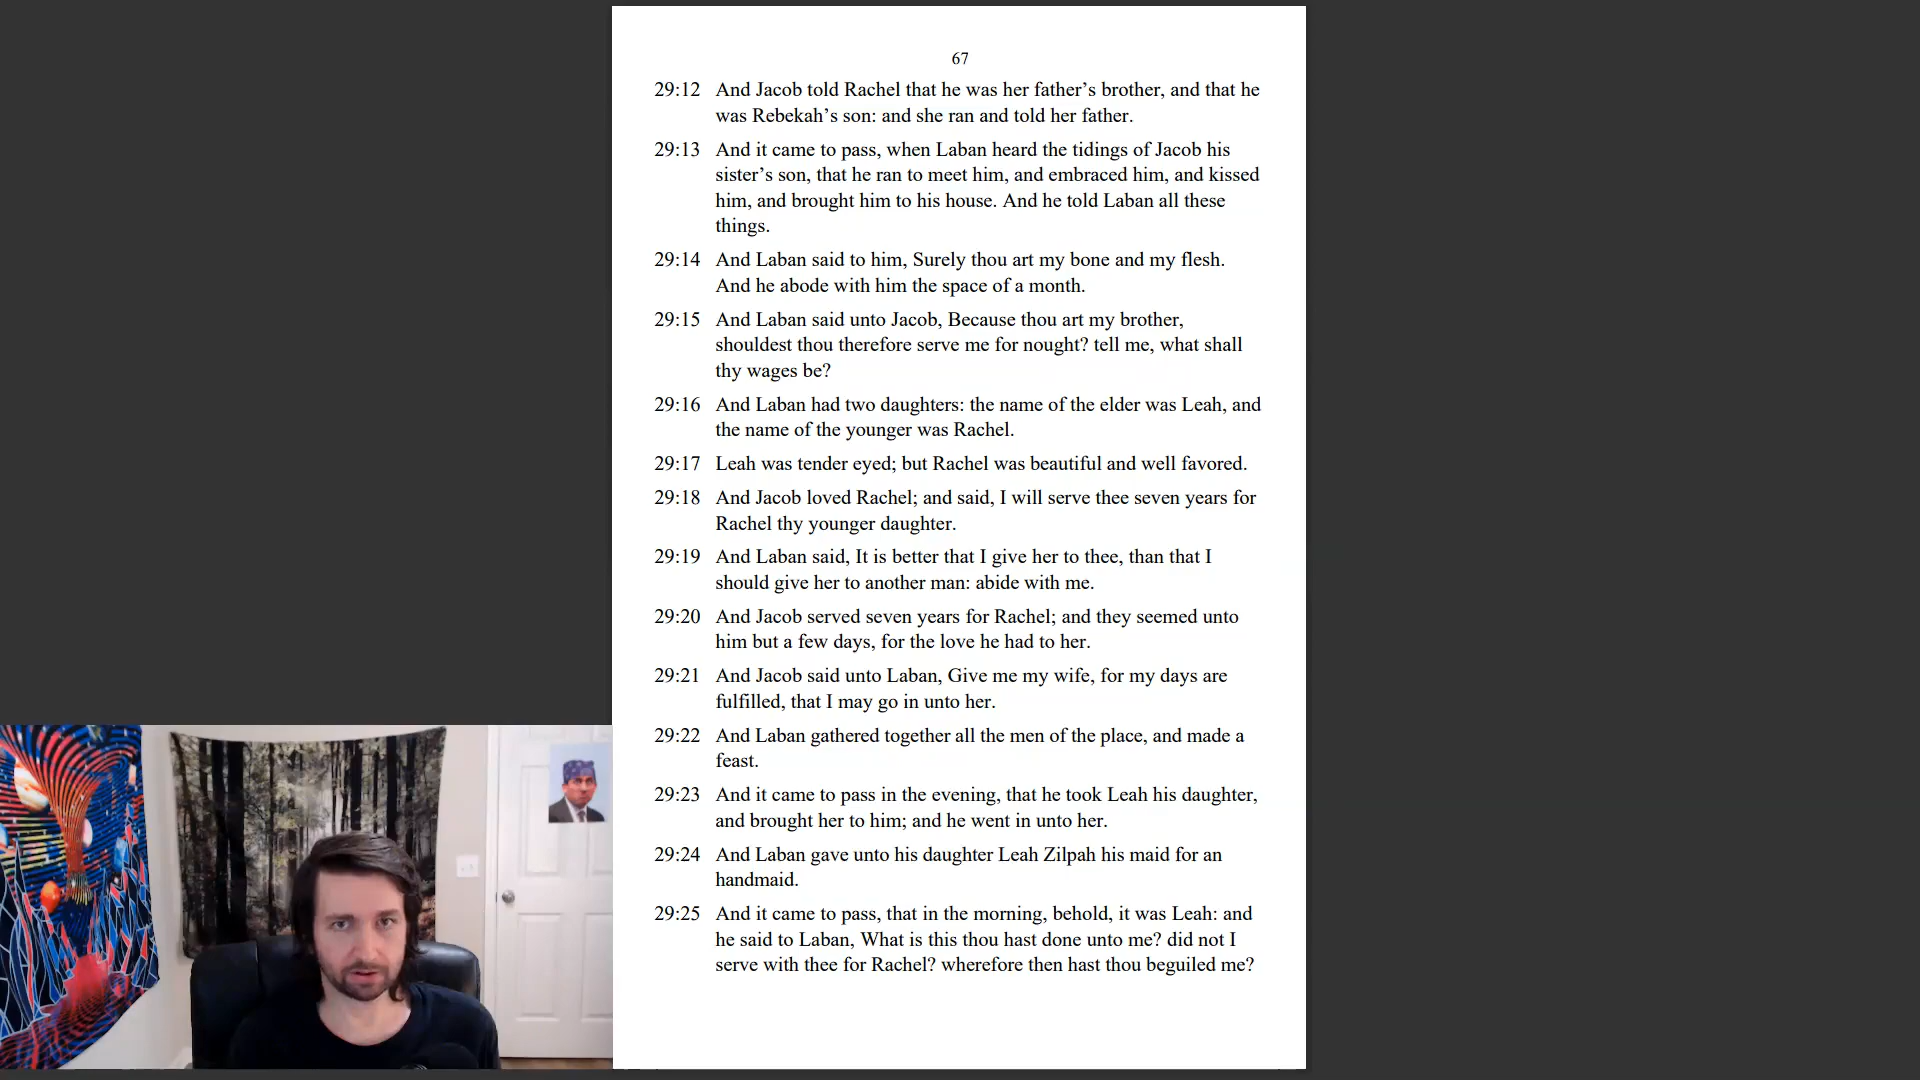 67
29:12 And Jacob told Rachel that he was her father’s brother, and that he
was Rebekah’s son: and she ran and told her father.
29:13 And it came to pass, when Laban heard the tidings of Jacob his
sister’s son, that he ran to meet him, and embraced him, and kissed
him, and brought him to his house. And he told Laban all these
things.
29:14 And Laban said to him, Surely thou art my bone and my flesh.
And he abode with him the space of a month.
29:15 And Laban said unto Jacob, Because thou art my brother,
shouldest thou therefore serve me for nought? tell me, what shall
thy wages be?
29:16 And Laban had two daughters: the name of the elder was Leah, and
the name of the younger was Rachel.
29:17 Leah was tender eyed; but Rachel was beautiful and well favored.
29:18 And Jacob loved Rachel; and said, I will serve thee seven years for
Rachel thy younger daughter.
29:19 And Laban said, It is better that I give her to thee, than that I
should give her to another man: abide with me.
29:20 And Jacob served seven years for Rachel; and they seemed unto
him but a few days, for the love he had to her.
29:21 And Jacob said unto Laban, Give me my wife, for my days are
fulfilled, that I may go in unto her.
29:22 And Laban gathered together all the men of the place, and made a
feast.
29:23 And it came to pass in the evening, that he took Leah his daughter,
and brought her to him; and he went in unto her.
29:24 And Laban gave unto his daughter Leah Zilpah his maid for an
handmaid.
29:25 And it came to pass, that in the morning, behold, it was Leah: and
he said to Laban, What is this thou hast done unto me? did not I
serve with thee for Rachel? wherefore then hast thou beguiled me?